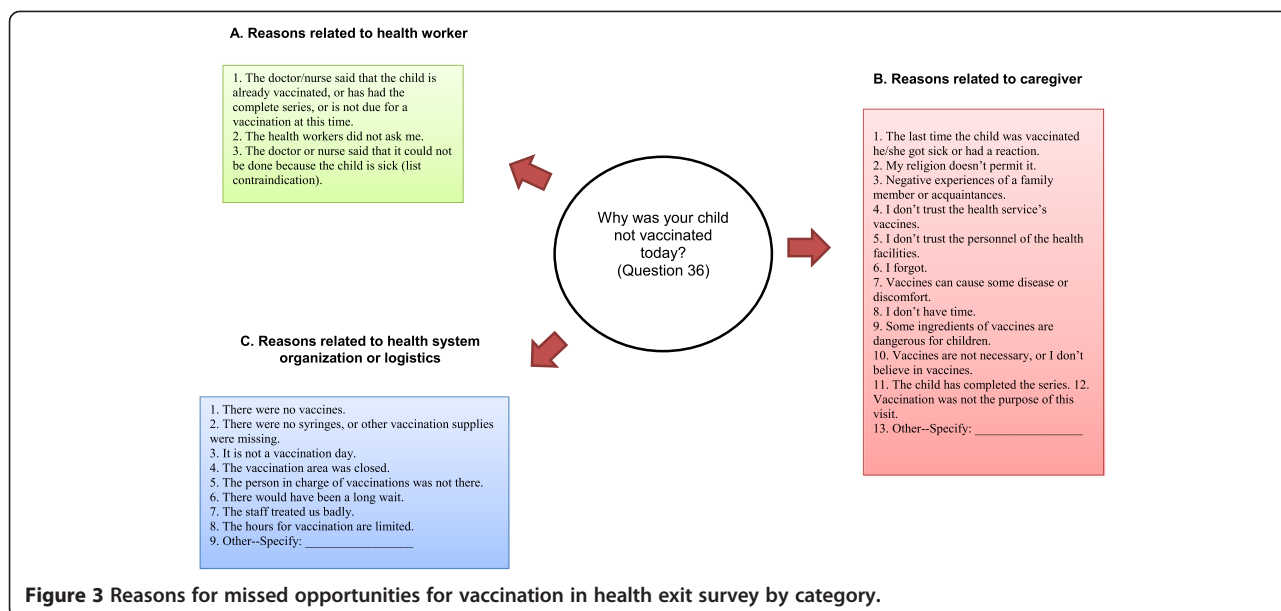 A. Reasons related to health worker
1. The doctor/nurse said that the child is
already vaccinated, or has had the
complete series, or is not due for a
vaccination at this time.
2. The health workers did not ask me.
3. The doctor or nurse said that it could not
be done because the child is sick (list
contraindication).
B. Reasons related to caregiver
1. The last time the child was vaccinated
he/she got sick or had a reaction.
2. My religion doesn’t permit it.
3. Negative experiences of a family
member or acquaintances.
4. I don’t trust the health service’s
vaccines.
5. I don’t trust the personnel of the health
facilities.
6. I forgot.
7. Vaccines can cause some disease or
discomfort.
8. I don’t have time.
9. Some ingredients of vaccines are
dangerous for children.
10. Vaccines are not necessary, or I don’t
believe in vaccines.
11. The child has completed the series. 12.
Vaccination was not the purpose of this
visit.
13. Other--Specify: _________________
Why was your child
not vaccinated
today?
(Question 36)
C. Reasons related to health system
organization or logistics
1. There were no vaccines.
2. There were no syringes, or other vaccination supplies
were missing.
3. It is not a vaccination day.
4. The vaccination area was closed.
5. The person in charge of vaccinations was not there.
6. There would have been a long wait.
7. The staff treated us badly.
8. The hours for vaccination are limited.
9. Other--Specify: _________________
Figure 3 Reasons for missed opportunities for vaccination in health exit survey by category.